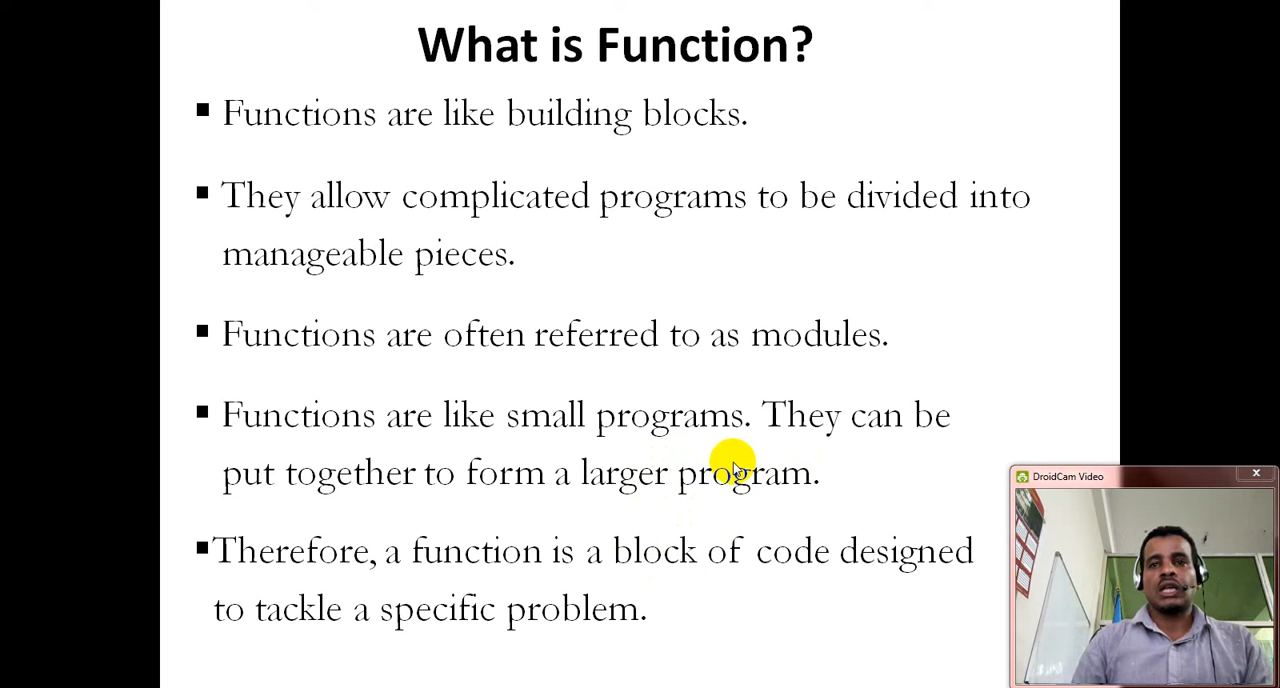 What is Function?
▪ Functions are like building blocks.
▪ They allow complicated programs to be divided into
manageable pieces.
▪ Functions are often referred to as modules.
▪ Functions are like small programs. They can be
put together to form a larger program.
▪Therefore, a function is a block of code designed
to tackle a specific problem.
DroidCam Video